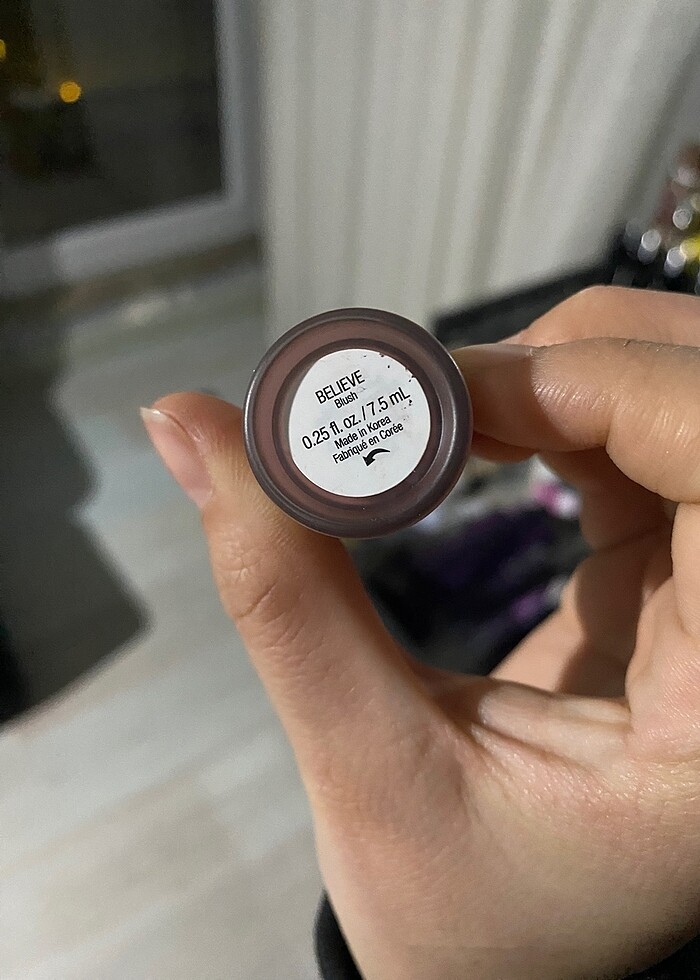 BELIEVE
Blush
0.25 fl. oz. / 7.5 mL
Made in Korea
Fabriqué en Corée